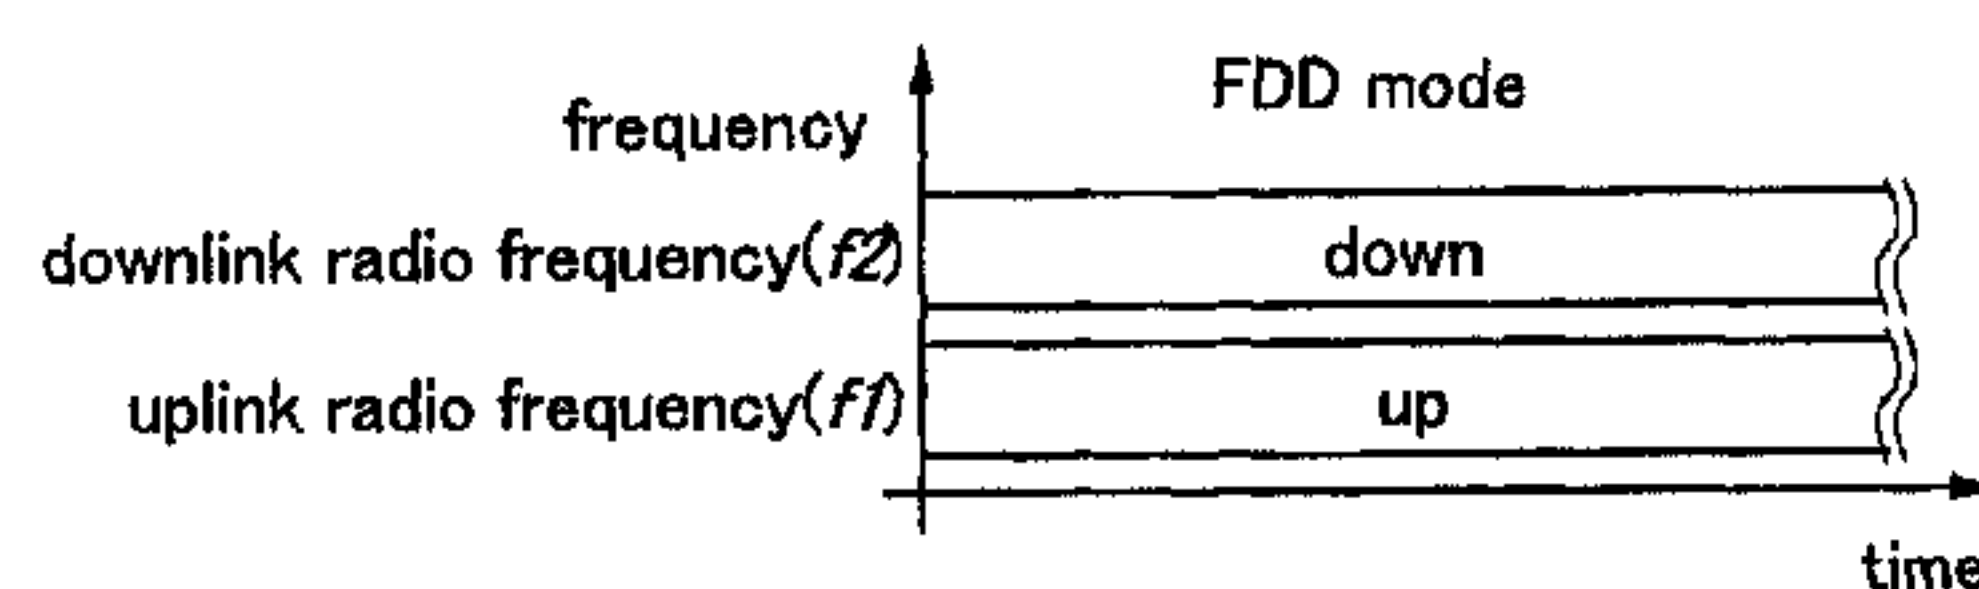 FDD mode
frequency
downlink radio frequency(f2)
down
uplink radio frequency(f1)
up
time